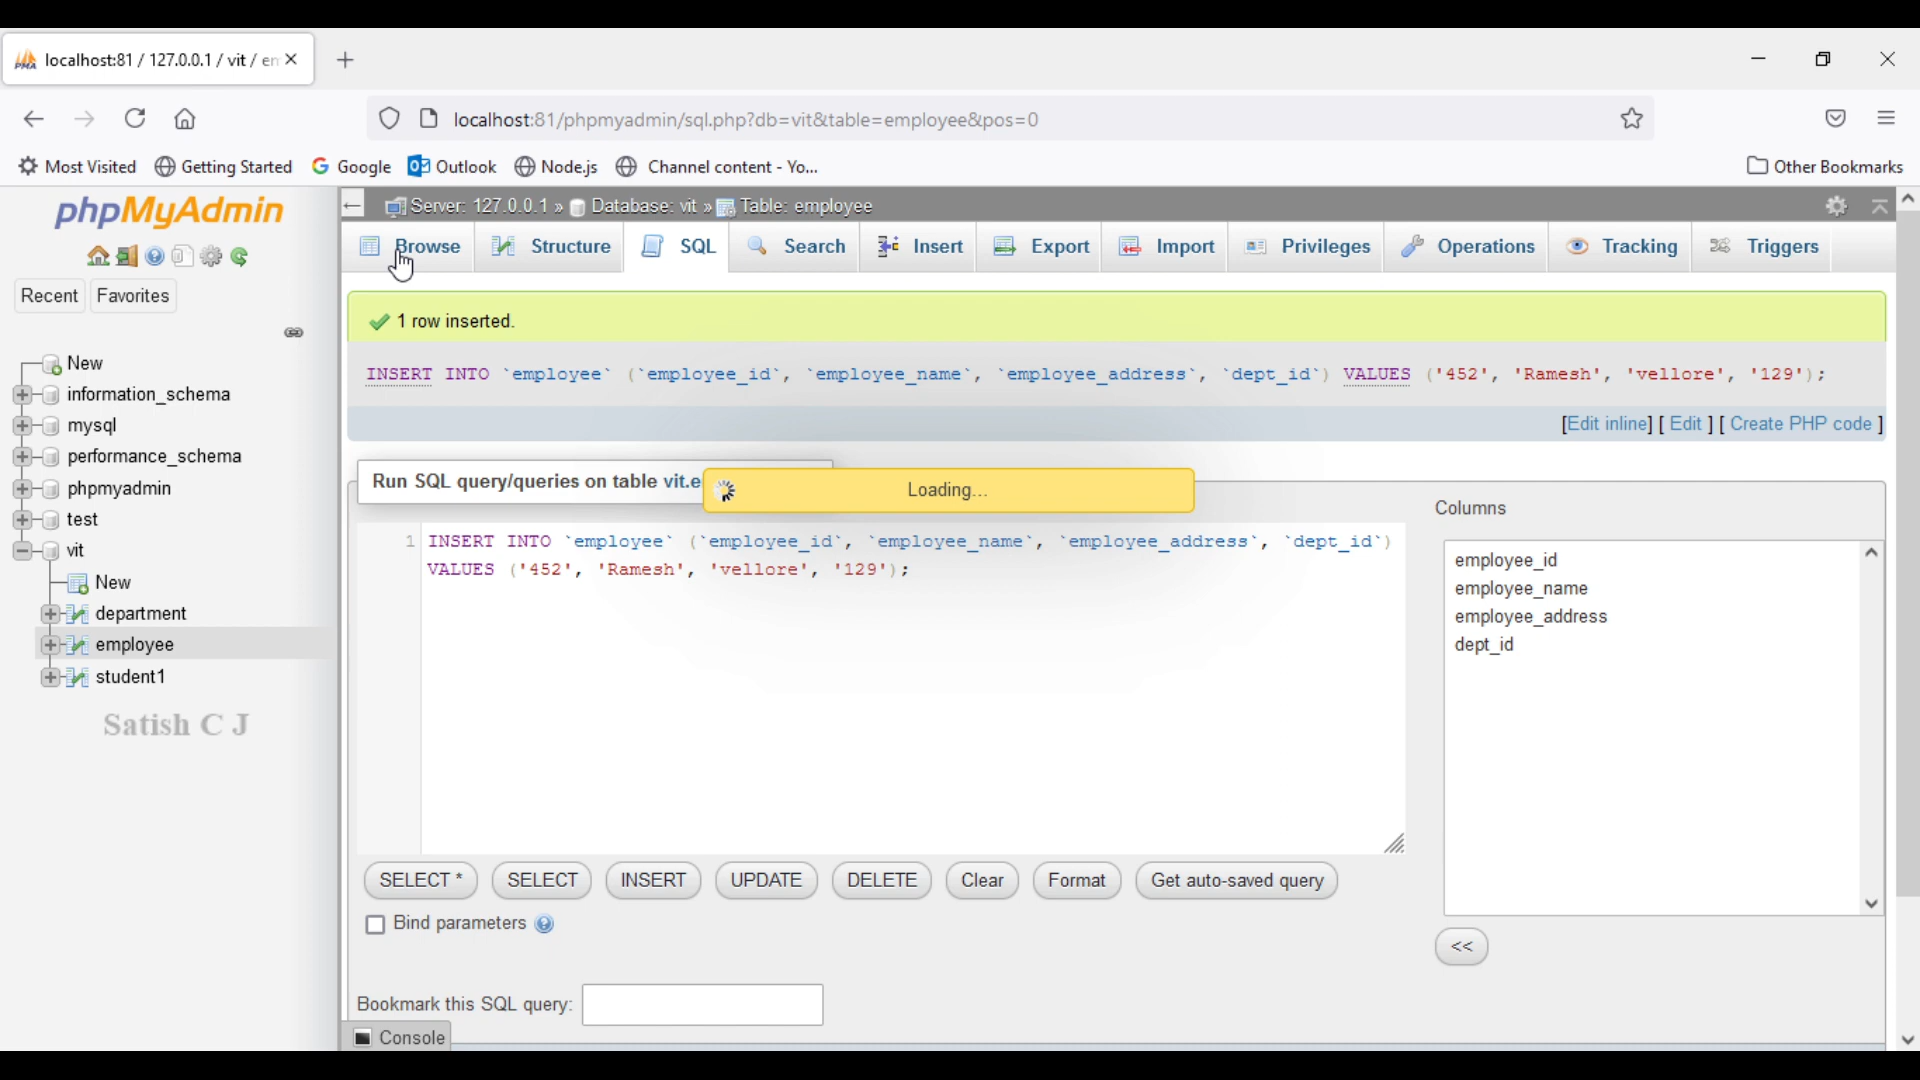 localhost:81 / 127.0.0.1 / vit / en
localhost:81/phpmyadmin/sql.php?db=vit&table=employee&pos=0
Most Visited Getting Started Google Outlook Node.js Channel content - Yo... Other Bookmarks
phpMyAdmin
Recent Favorites
New
information_schema
mysql
performance_schema
phpmyadmin
test
vit
New
department
employee
student1
Satish C J
Server: 127.0.0.1 » Database: vit » Table: employee
Browse Structure SQL Search Insert Export Import Privileges Operations Tracking Triggers
1 row inserted.
INSERT INTO `employee` (`employee_id`, `employee_name`, `employee_address`, `dept_id`) VALUES ('452', 'Ramesh', 'vellore', '129');
[Edit inline] [ Edit ] [ Create PHP code ]
Run SQL query/queries on table vit.e
Loading...
1 INSERT INTO `employee` (`employee_id`, `employee_name`, `employee_address`, `dept_id`)
VALUES ('452', 'Ramesh', 'vellore', '129');
Columns
employee_id
employee_name
employee_address
dept_id
SELECT * SELECT INSERT UPDATE DELETE Clear Format Get auto-saved query
<<
Bind parameters
Bookmark this SQL query:
Console